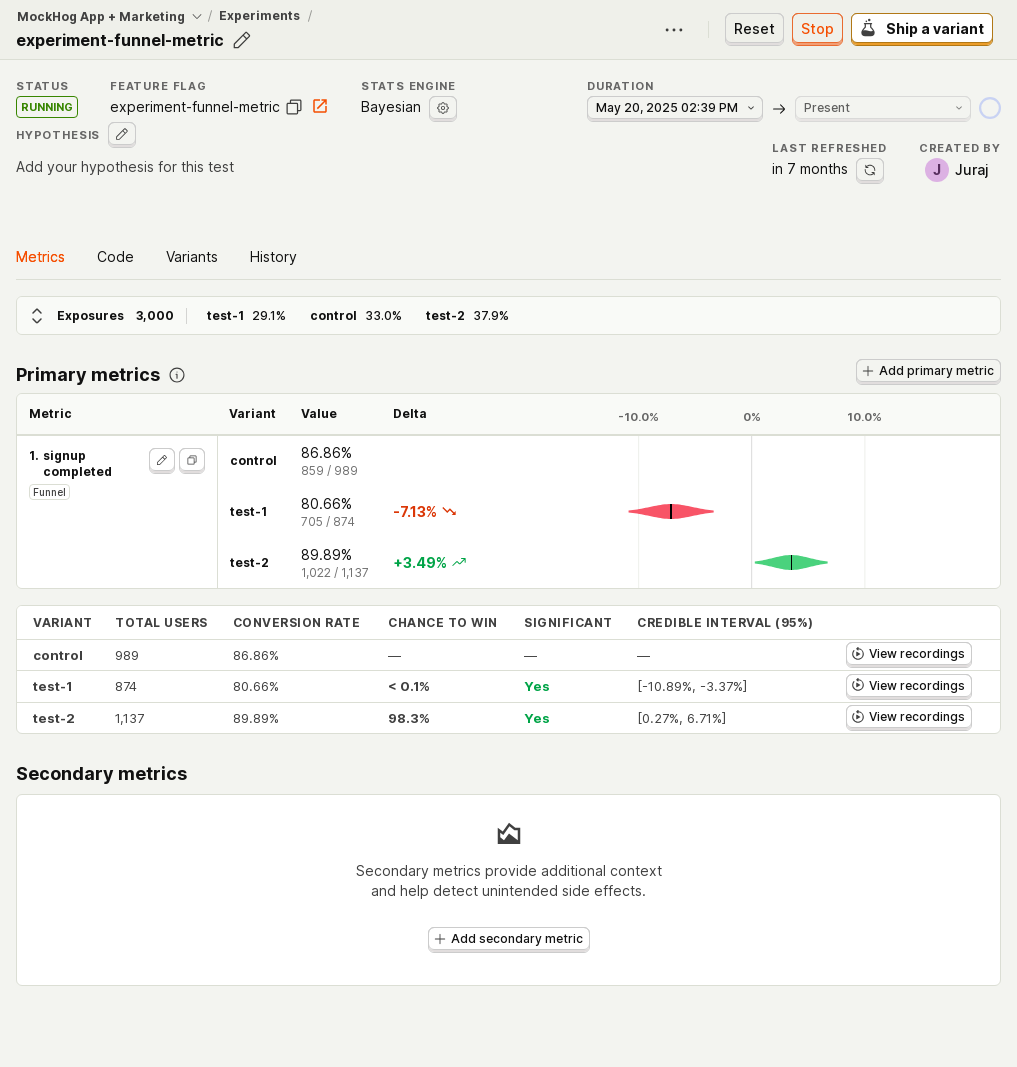 MockHog App + Marketing / Experiments /
experiment-funnel-metric
Reset
Stop
Ship a variant
STATUS
RUNNING
FEATURE FLAG
experiment-funnel-metric
STATS ENGINE
Bayesian
DURATION
May 20, 2025 02:39 PM → Present
HYPOTHESIS
Add your hypothesis for this test
LAST REFRESHED
in 7 months
CREATED BY
J Juraj
Metrics Code Variants History
Exposures 3,000 test-1 29.1% control 33.0% test-2 37.9%
Primary metrics
Add primary metric
Metric Variant Value Delta -10.0% 0% 10.0%
1. signup
completed
Funnel
control 86.86%
859 / 989
test-1 80.66% -7.13%
705 / 874
test-2 89.89% +3.49%
1,022 / 1,137
VARIANT TOTAL USERS CONVERSION RATE CHANCE TO WIN SIGNIFICANT CREDIBLE INTERVAL (95%)
control 989 86.86% — — — View recordings
test-1 874 80.66% < 0.1% Yes [-10.89%, -3.37%] View recordings
test-2 1,137 89.89% 98.3% Yes [0.27%, 6.71%] View recordings
Secondary metrics
Secondary metrics provide additional context
and help detect unintended side effects.
Add secondary metric